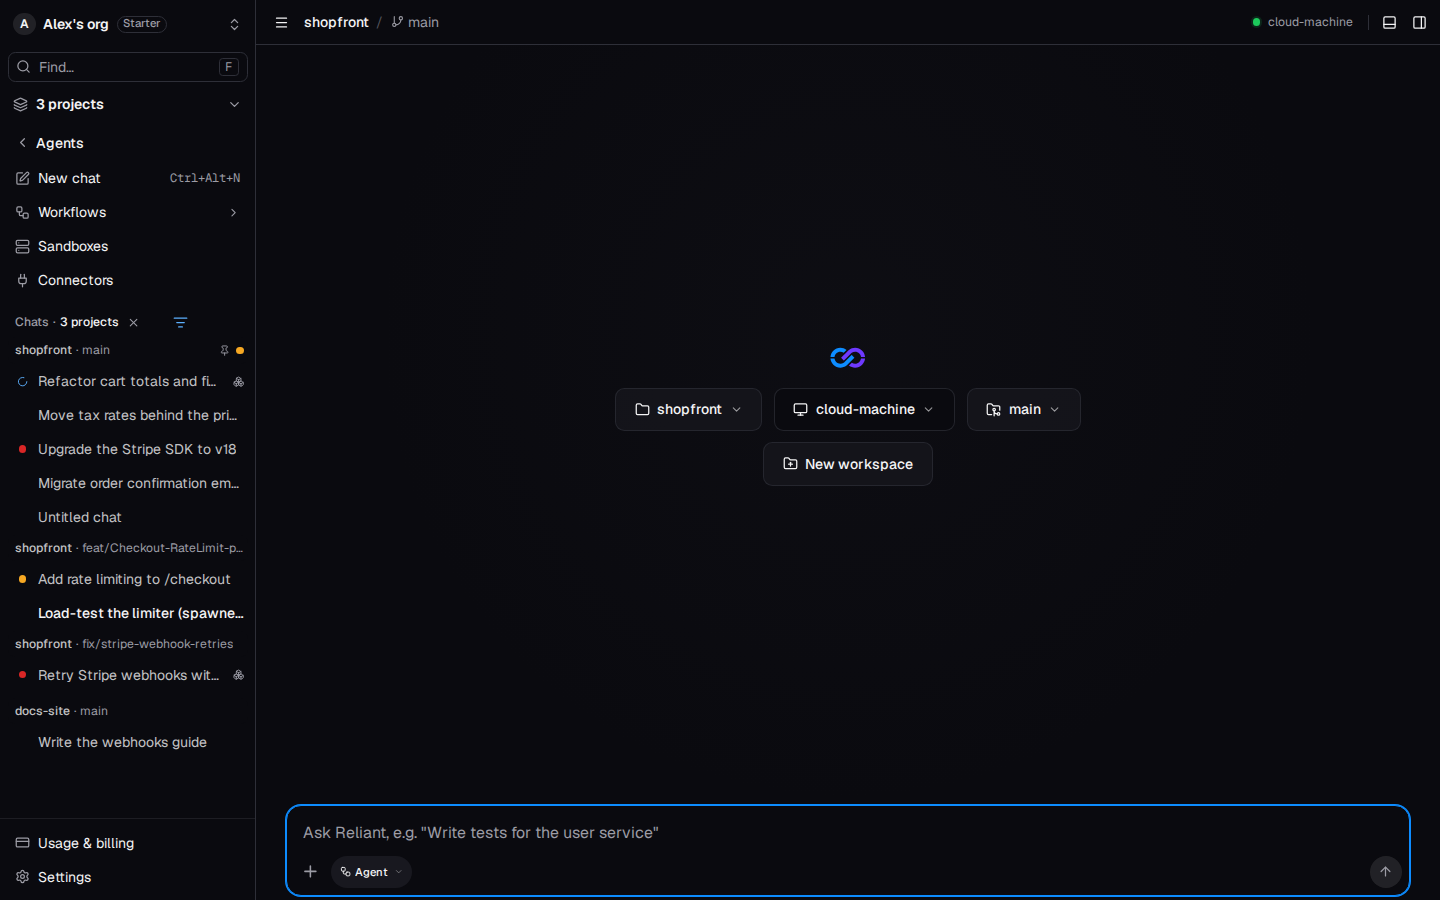 A Alex's org Starter
Find... F
3 projects
Agents
New chat Ctrl+Alt+N
Workflows
Sandboxes
Connectors
Chats · 3 projects
shopfront · main
Refactor cart totals and fi...
Move tax rates behind the pri...
Upgrade the Stripe SDK to v18
Migrate order confirmation em...
Untitled chat
shopfront · feat/Checkout-RateLimit-p...
Add rate limiting to /checkout
Load-test the limiter (spawne...
shopfront · fix/stripe-webhook-retries
Retry Stripe webhooks wit...
docs-site · main
Write the webhooks guide
Usage & billing
Settings
shopfront / main
cloud-machine
shopfront
cloud-machine
main
New workspace
Ask Reliant, e.g. "Write tests for the user service"
Agent